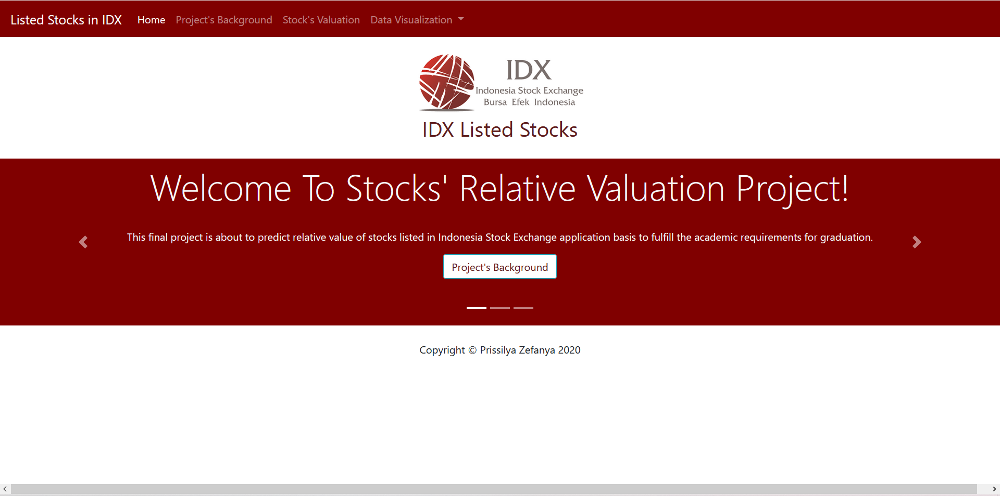 Listed Stocks in IDX Home Project's Background Stock's Valuation Data Visualization
IDX
Indonesia Stock Exchange
Bursa Efek Indonesia
IDX Listed Stocks
Welcome To Stocks' Relative Valuation Project!
This final project is about to predict relative value of stocks listed in Indonesia Stock Exchange application basis to fulfill the academic requirements for graduation.
Project's Background
Copyright © Prissilya Zefanya 2020